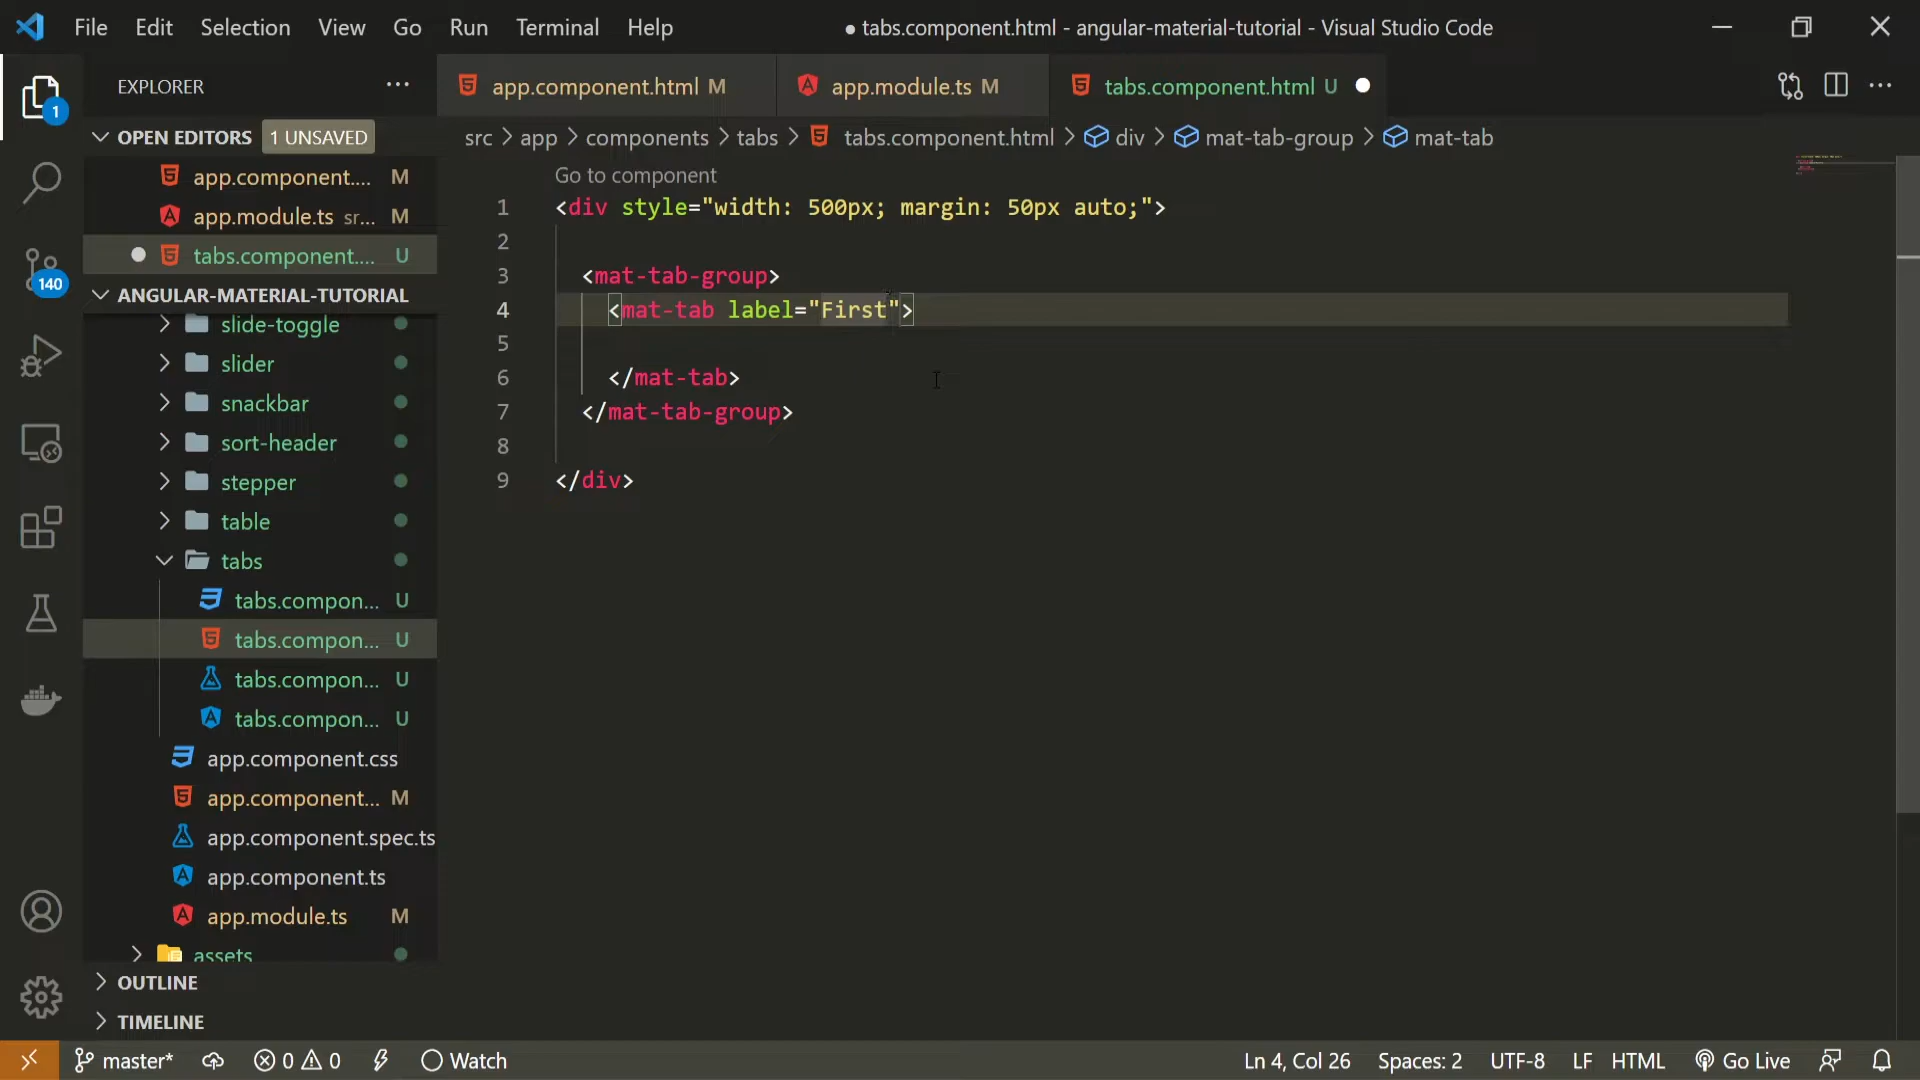 File Edit Selection View Go Run Terminal Help ● tabs.component.html - angular-material-tutorial - Visual Studio Code
EXPLORER ···
app.component.html M
app.module.ts M
tabs.component.html U
1
OPEN EDITORS 1 UNSAVED
src > app > components > tabs > tabs.component.html > div > mat-tab-group > mat-tab
app.component.... M
app.module.ts sr... M
tabs.component.... U
140
ANGULAR-MATERIAL-TUTORIAL
slide-toggle
slider
snackbar
sort-header
stepper
table
tabs
tabs.compon... U
tabs.compon... U
tabs.compon... U
tabs.compon... U
app.component.css
app.component... M
app.component.spec.ts
app.component.ts
app.module.ts M
assets
OUTLINE
TIMELINE
Go to component
1 <div style="width: 500px; margin: 50px auto;">
2
3 <mat-tab-group>
4 <mat-tab label="First">
5
6 </mat-tab>
7 </mat-tab-group>
8
9 </div>
master* 0 0 Watch Ln 4, Col 26 Spaces: 2 UTF-8 LF HTML Go Live